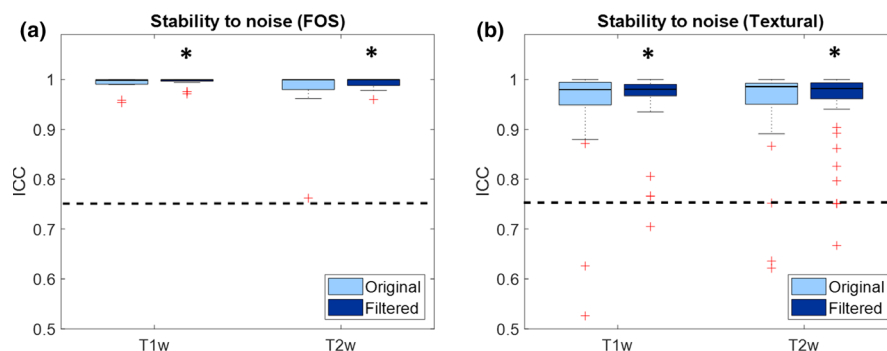 (a)
Stability to noise (FOS)
*
*
1
0.9
0.8
0.7
0.6
0.5
ICC
T1w
T2w
Original
Filtered
(b)
Stability to noise (Textural)
*
*
1
0.9
0.8
0.7
0.6
0.5
ICC
T1w
T2w
Original
Filtered